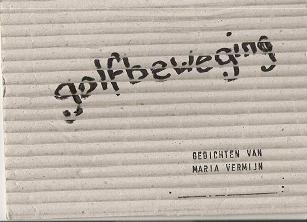 golfbeweging
GEDICHTEN VAN
MARIA VERMIJN